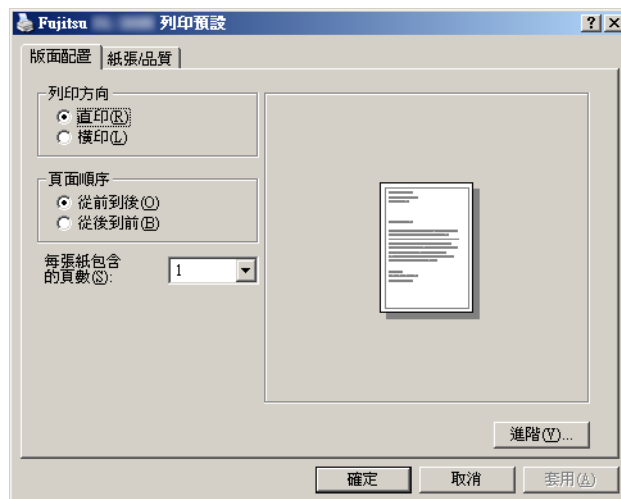 Fujitsu 列印預設
版面配置
紙張/品質
列印方向
直印(R)
橫印(L)
頁面順序
從前到後(O)
從後到前(B)
每張紙包含
的頁數(S):
1
進階(V)...
確定
取消
套用(A)